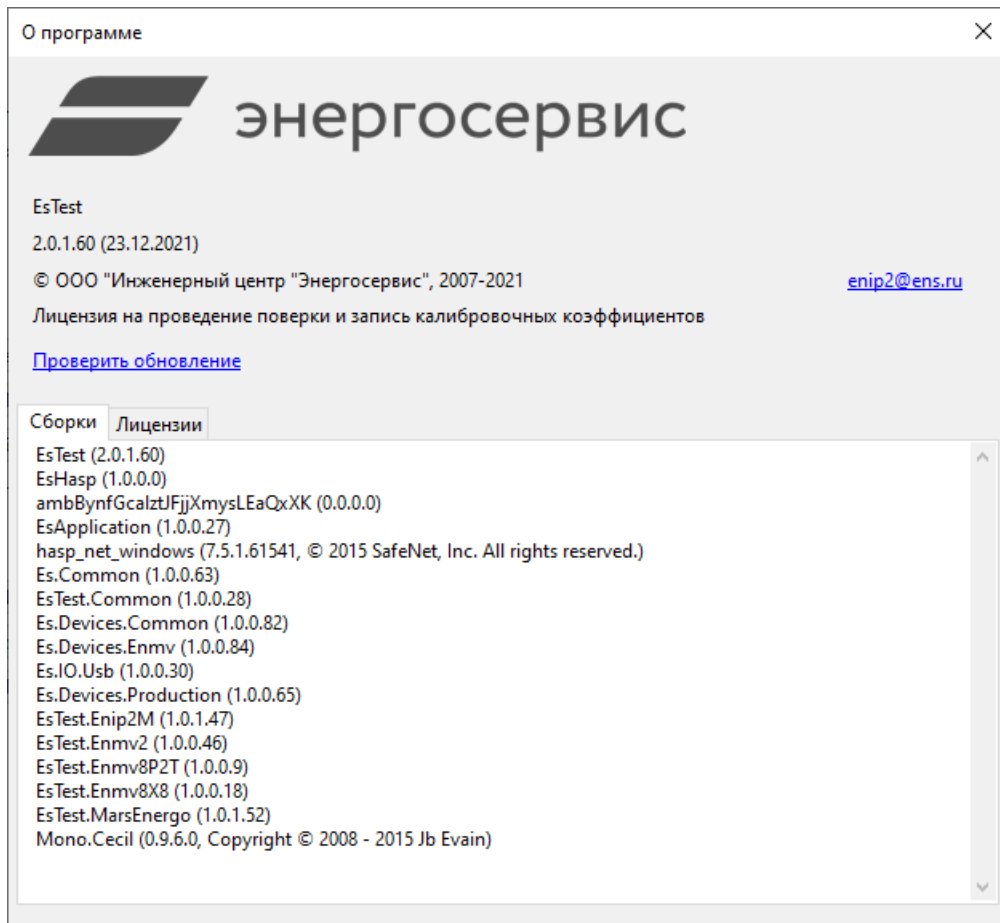 О программе
энергосервис
EsTest
2.0.1.60 (23.12.2021)
© ООО "Инженерный центр "Энергосервис", 2007-2021 enip2@ens.ru
Лицензия на проведение поверки и запись калибровочных коэффициентов
Проверить обновление
Сборки Лицензии
EsTest (2.0.1.60)
EsHasp (1.0.0.0)
ambBynfGcaIztJFjjXmysLEaQxXK (0.0.0.0)
EsApplication (1.0.0.27)
hasp_net_windows (7.5.1.61541, © 2015 SafeNet, Inc. All rights reserved.)
Es.Common (1.0.0.63)
EsTest.Common (1.0.0.28)
Es.Devices.Common (1.0.0.82)
Es.Devices.Enmv (1.0.0.84)
Es.IO.Usb (1.0.0.30)
Es.Devices.Production (1.0.0.65)
EsTest.Enip2M (1.0.1.47)
EsTest.Enmv2 (1.0.0.46)
EsTest.Enmv8P2T (1.0.0.9)
EsTest.Enmv8X8 (1.0.0.18)
EsTest.MarsEnergo (1.0.1.52)
Mono.Cecil (0.9.6.0, Copyright © 2008 - 2015 Jb Evain)